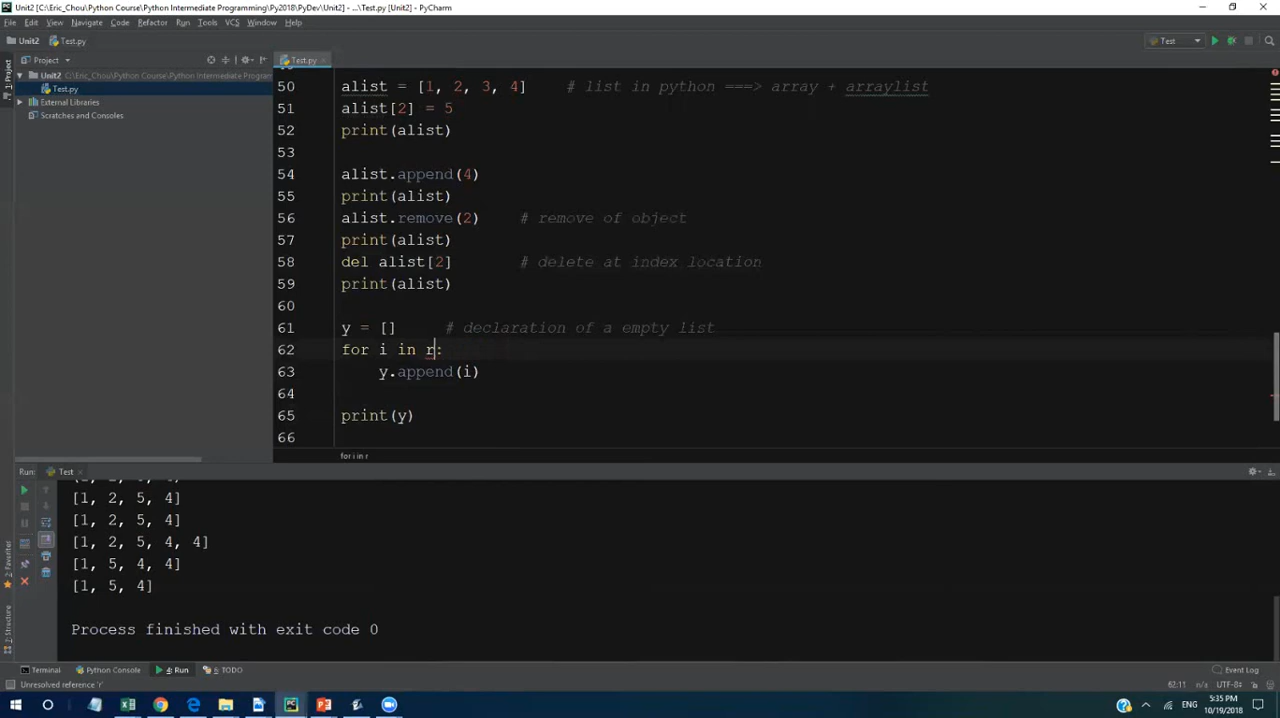 Unit2 [C:\Eric_Chou\Python Course\Python Intermediate Programming\Py2018\PyDev\Unit2] - ...\Test.py [Unit2] - PyCharm
File Edit View Navigate Code Refactor Run Tools VCS Window Help
Unit2 Test.py Test
1: Project
Project
Test.py
Unit2 C:\Eric_Chou\Python Course\Python Intermediate Program
Test.py
External Libraries
Scratches and Consoles
50 alist = [1, 2, 3, 4] # list in python ===> array + arraylist
51 alist[2] = 5
52 print(alist)
53
54 alist.append(4)
55 print(alist)
56 alist.remove(2) # remove of object
57 print(alist)
58 del alist[2] # delete at index location
59 print(alist)
60
61 y = [] # declaration of a empty list
62 for i in r:
63 y.append(i)
64
65 print(y)
66
for i in r
Run: Test
[1, 2, 5, 4]
[1, 2, 5, 4]
[1, 2, 5, 4, 4]
[1, 5, 4, 4]
[1, 5, 4]
Process finished with exit code 0
2: Favorites
7: Structure
Terminal Python Console 4: Run 6: TODO Event Log
Unresolved reference 'r' 62:11 n/a UTF-8
ENG 5:35 PM
10/19/2018